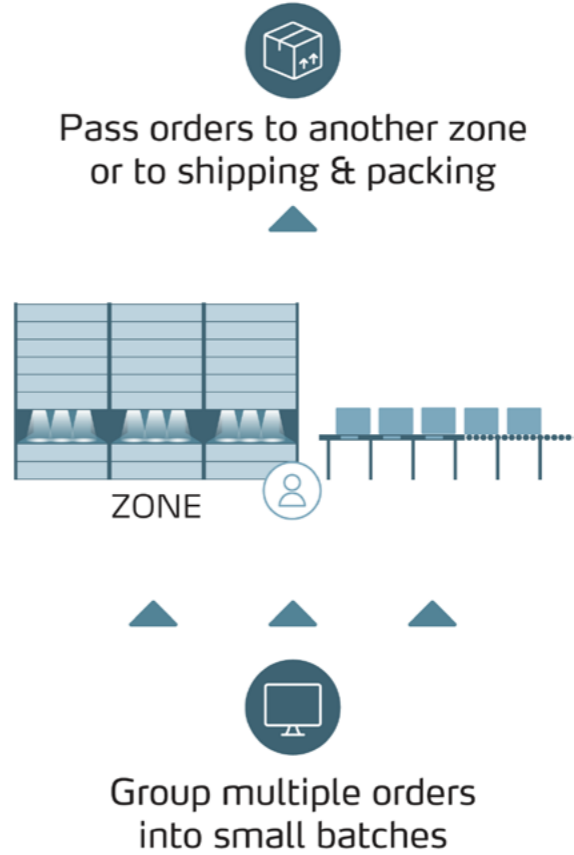 Pass orders to another zone
or to shipping & packing
ZONE
Group multiple orders
into small batches